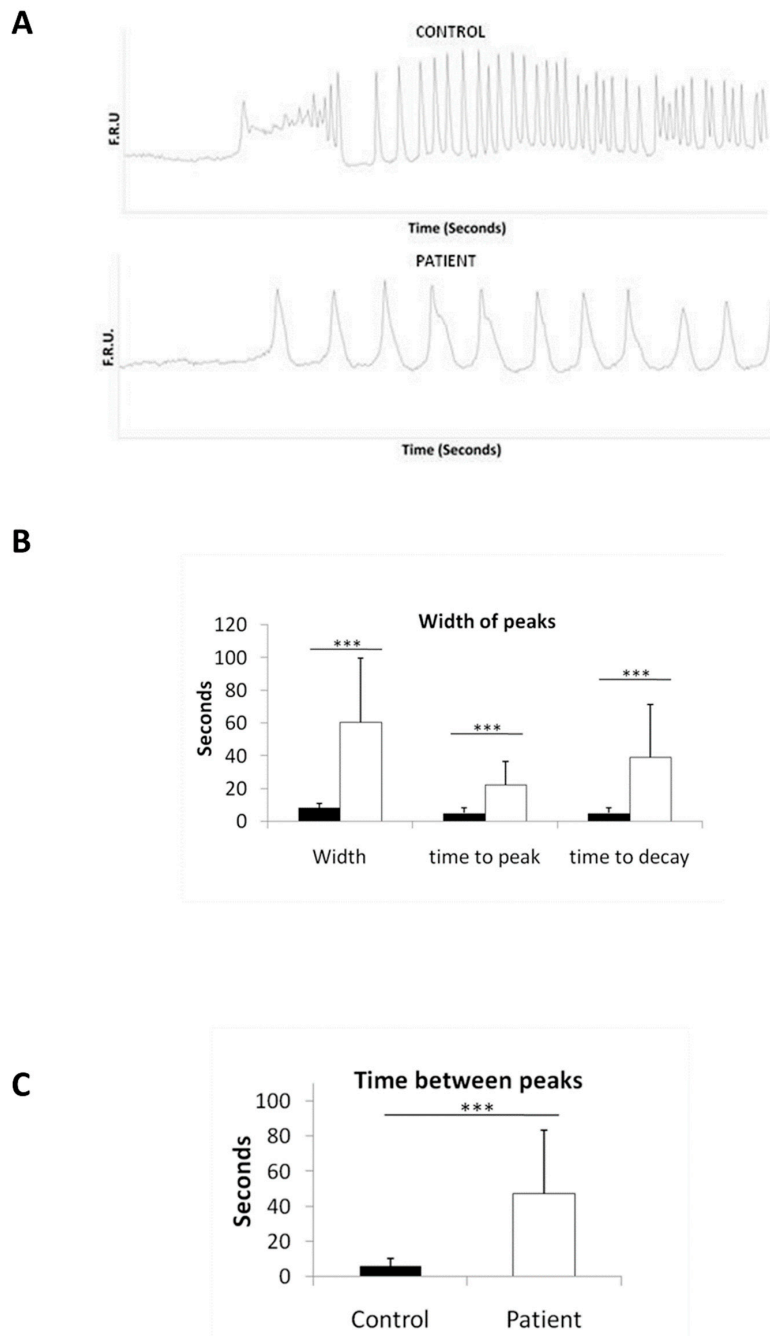 A
CONTROL
F.R.U
Time (Seconds)
PATIENT
F.R.U.
Time (Seconds)
B
Width of peaks
120
100
80
60
40
20
0
Seconds
***
***
***
Width time to peak time to decay
C
Time between peaks
100
80
60
40
20
0
Seconds
***
Control Patient